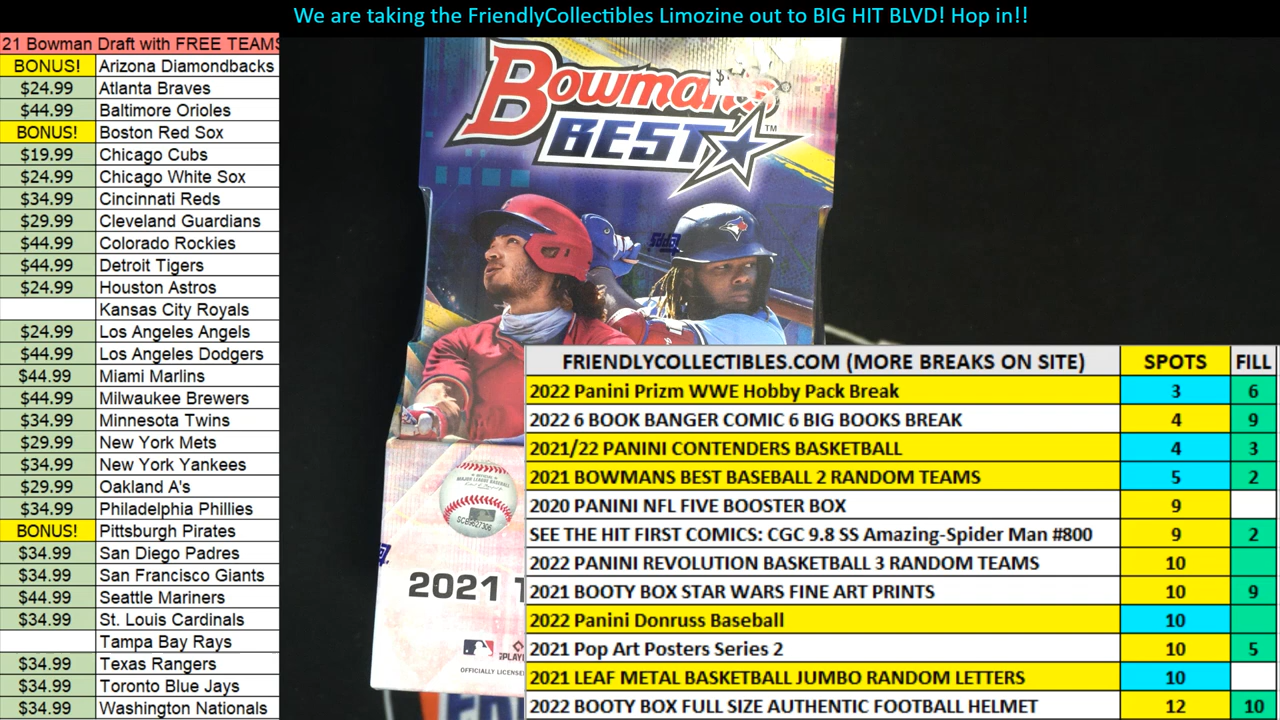 We are taking the FriendlyCollectibles Limozine out to BIG HIT BLVD! Hop in!!
21 Bowman Draft with FREE TEAMS
BONUS! Arizona Diamondbacks
$24.99 Atlanta Braves
$44.99 Baltimore Orioles
BONUS! Boston Red Sox
$19.99 Chicago Cubs
$24.99 Chicago White Sox
$34.99 Cincinnati Reds
$29.99 Cleveland Guardians
$44.99 Colorado Rockies
$44.99 Detroit Tigers
$24.99 Houston Astros
Kansas City Royals
$24.99 Los Angeles Angels
$44.99 Los Angeles Dodgers
$44.99 Miami Marlins
$44.99 Milwaukee Brewers
$34.99 Minnesota Twins
$29.99 New York Mets
$34.99 New York Yankees
$29.99 Oakland A's
$34.99 Philadelphia Phillies
BONUS! Pittsburgh Pirates
$34.99 San Diego Padres
$34.99 San Francisco Giants
$44.99 Seattle Mariners
$34.99 St. Louis Cardinals
Tampa Bay Rays
$34.99 Texas Rangers
$34.99 Toronto Blue Jays
$34.99 Washington Nationals
Bowman's
BEST ™
2021
OFFICIALLY LICENSE
FRIENDLYCOLLECTIBLES.COM (MORE BREAKS ON SITE) SPOTS FILL
2022 Panini Prizm WWE Hobby Pack Break 3 6
2022 6 BOOK BANGER COMIC 6 BIG BOOKS BREAK 4 9
2021/22 PANINI CONTENDERS BASKETBALL 4 3
2021 BOWMANS BEST BASEBALL 2 RANDOM TEAMS 5 2
2020 PANINI NFL FIVE BOOSTER BOX 9
SEE THE HIT FIRST COMICS: CGC 9.8 SS Amazing-Spider Man #800 9 2
2022 PANINI REVOLUTION BASKETBALL 3 RANDOM TEAMS 10
2021 BOOTY BOX STAR WARS FINE ART PRINTS 10 9
2022 Panini Donruss Baseball 10
2021 Pop Art Posters Series 2 10 5
2021 LEAF METAL BASKETBALL JUMBO RANDOM LETTERS 10
2022 BOOTY BOX FULL SIZE AUTHENTIC FOOTBALL HELMET 12 10